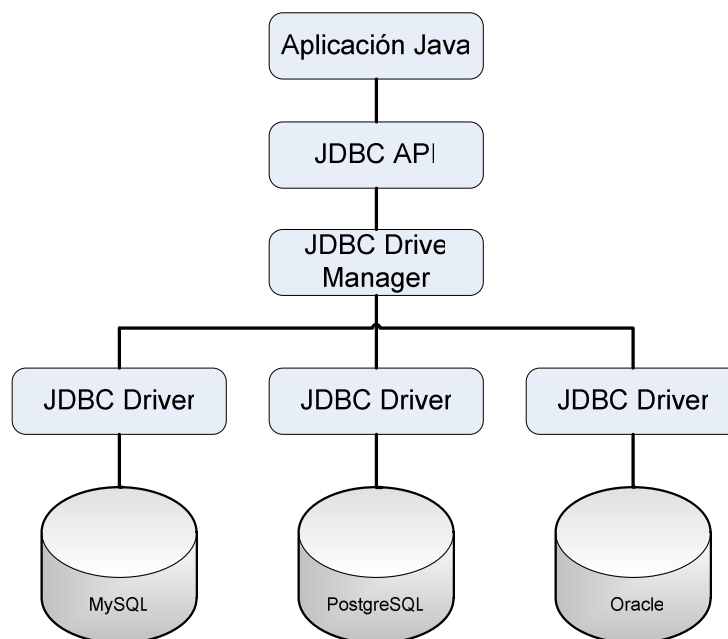 Aplicación Java
JDBC API
JDBC Drive
Manager
JDBC Driver
JDBC Driver
JDBC Driver
MySQL
PostgreSQL
Oracle